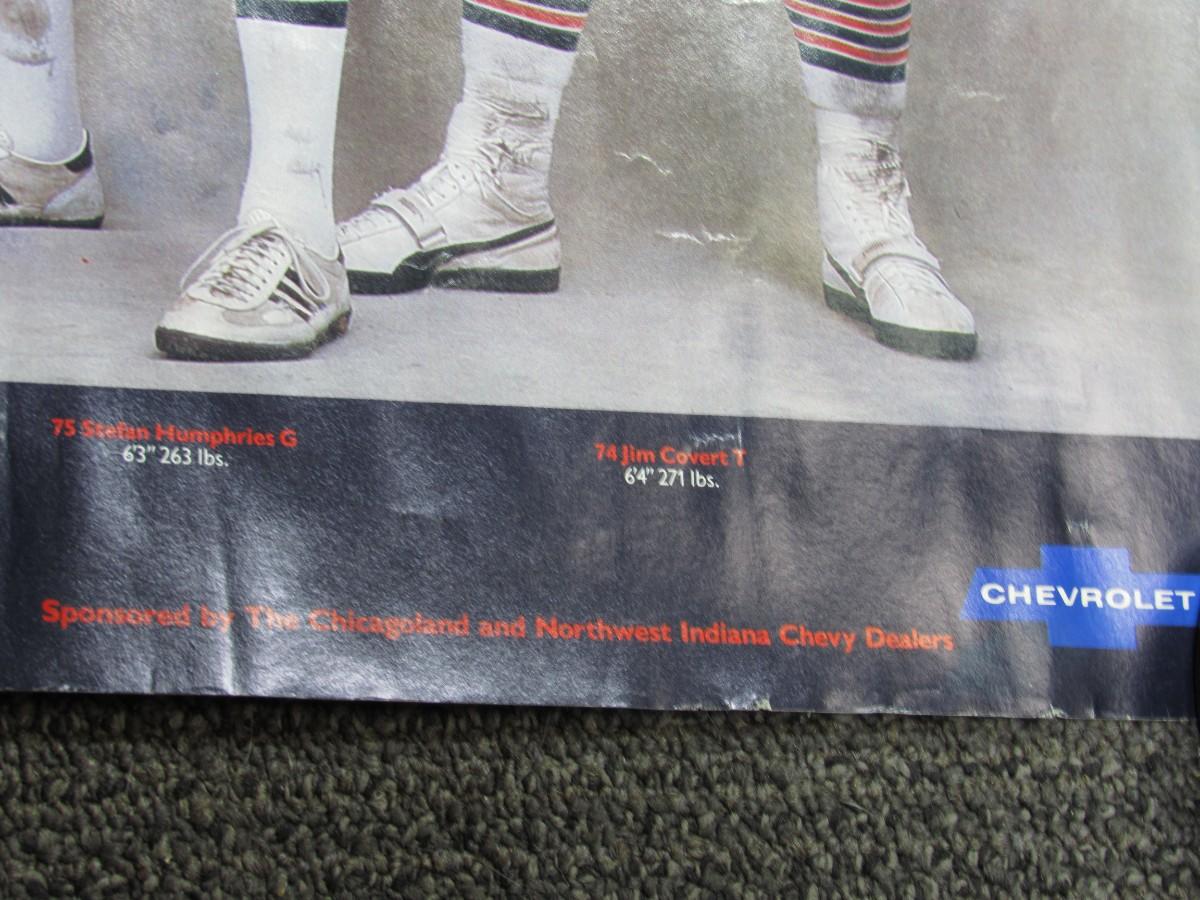 75 Stefan Humphries G
6'3" 263 lbs.
74 Jim Covert T
6'4" 271 lbs.
CHEVROLET
Sponsored by The Chicagoland and Northwest Indiana Chevy Dealers